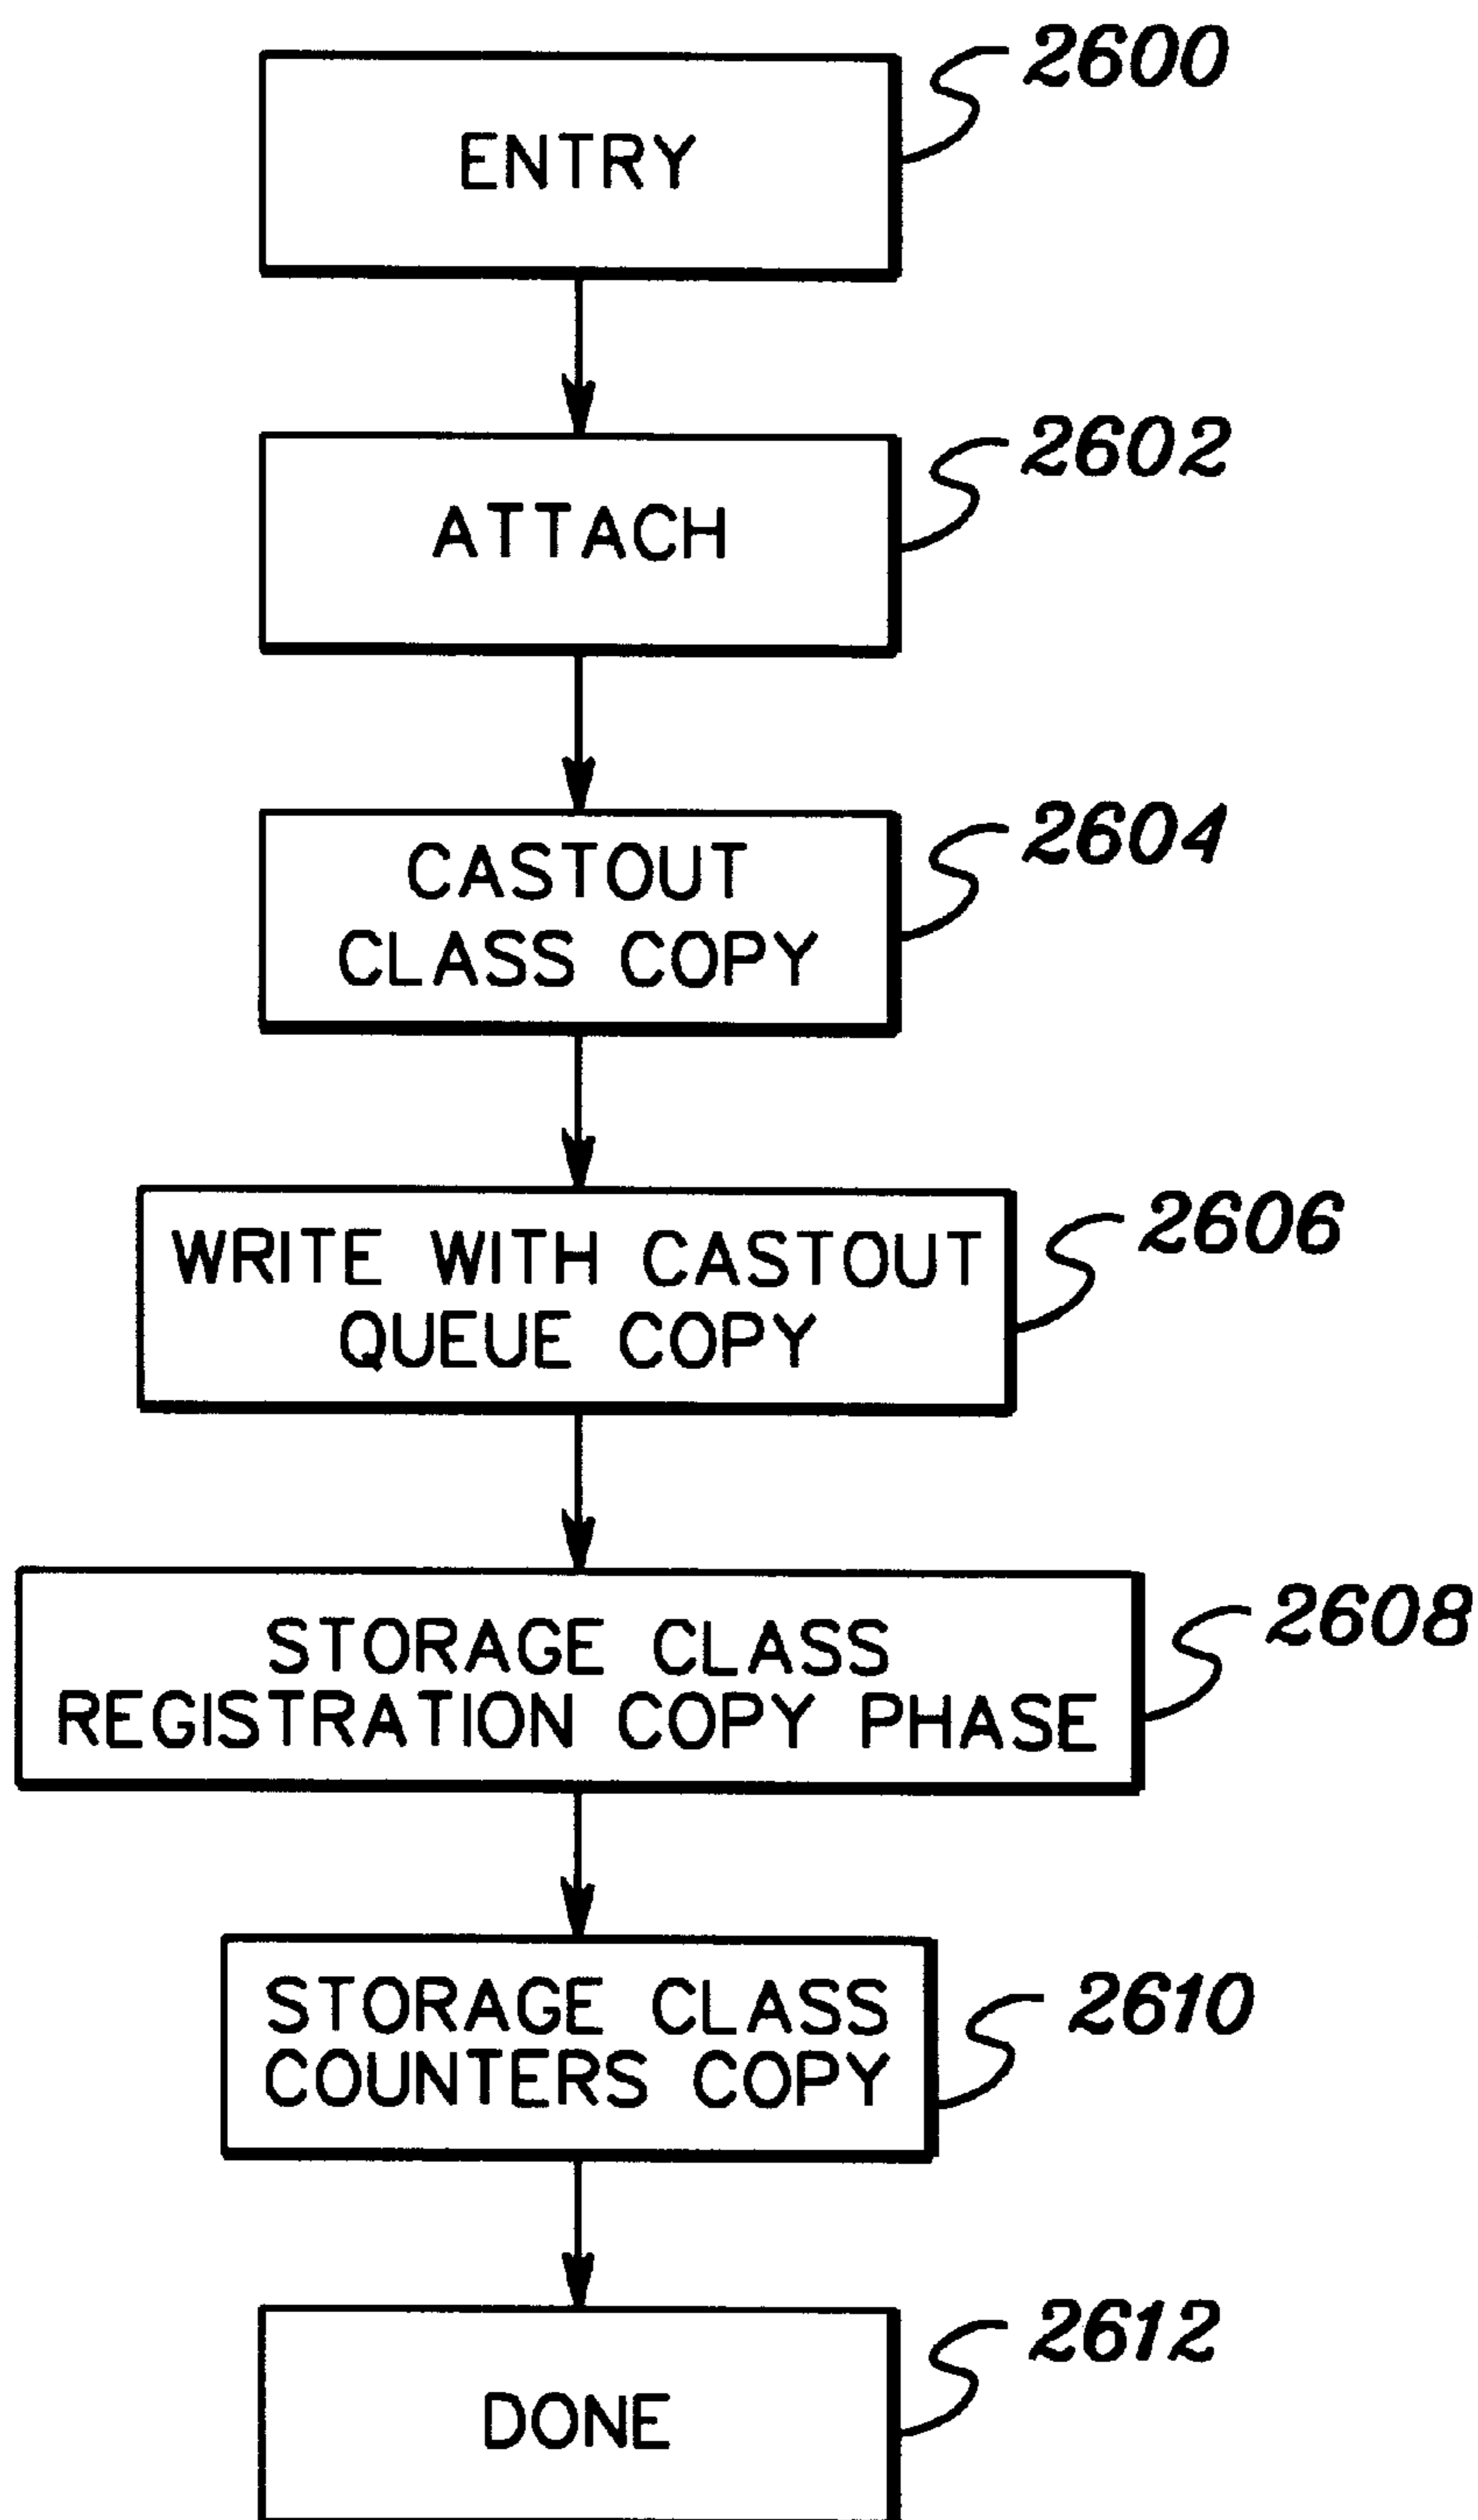 ENTRY
2600
ATTACH
2602
CASTOUT
CLASS COPY
2604
WRITE WITH CASTOUT
QUEUE COPY
2606
STORAGE CLASS
REGISTRATION COPY PHASE
2608
STORAGE CLASS
COUNTERS COPY
2610
DONE
2612